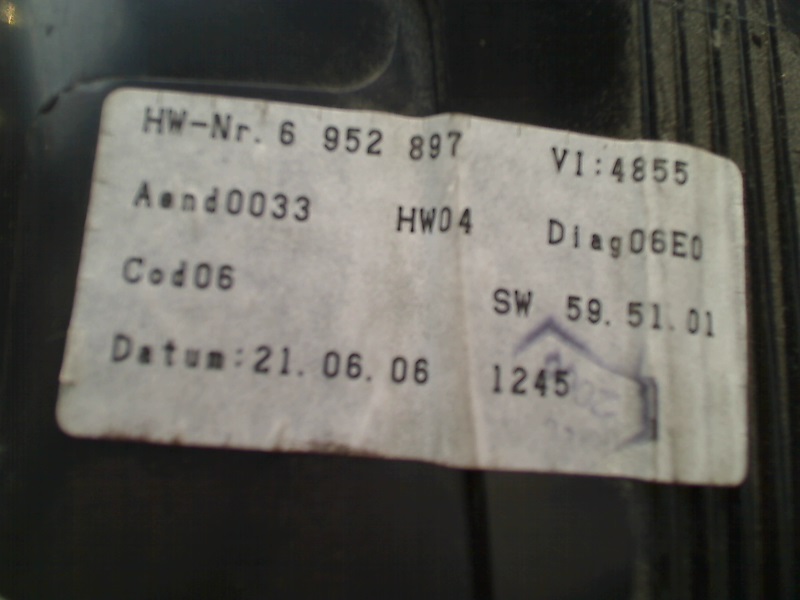 HW-Nr. 6 952 897 VI:4855
Aend0033 HW04 Diag06E0
Cod06 SW 59.51.01
Datum:21.06.06 1245